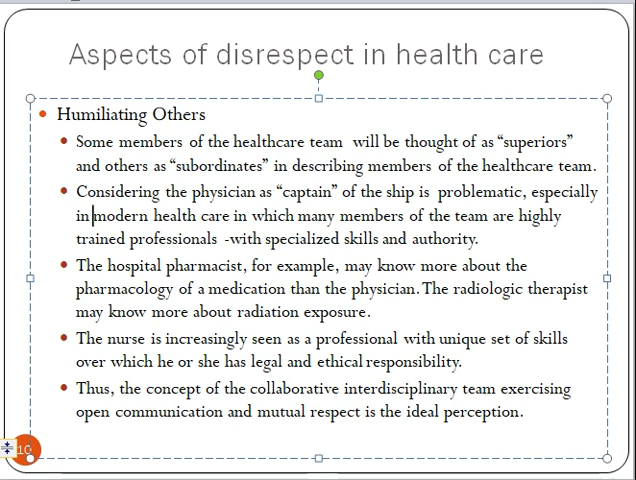 Aspects of disrespect in health care
Humiliating Others
Some members of the healthcare team will be thought of as “superiors”
and others as “subordinates” in describing members of the healthcare team.
Considering the physician as “captain” of the ship is problematic, especially
in modern health care in which many members of the team are highly
trained professionals -with specialized skills and authority.
The hospital pharmacist, for example, may know more about the
pharmacology of a medication than the physician. The radiologic therapist
may know more about radiation exposure.
The nurse is increasingly seen as a professional with unique set of skills
over which he or she has legal and ethical responsibility.
Thus, the concept of the collaborative interdisciplinary team exercising
open communication and mutual respect is the ideal perception.
10